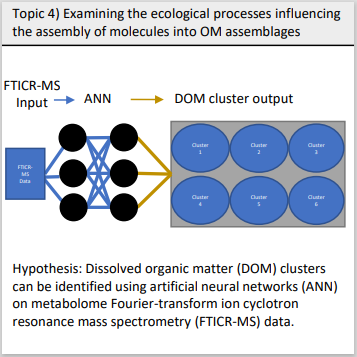 Topic 4) Examining the ecological processes influencing
the assembly of molecules into OM assemblages
FTICR-MS
Input
ANN
DOM cluster output
FTICR-
MS
Data
Cluster
1
Cluster
2
Cluster
3
Cluster
4
Cluster
5
Cluster
6
Hypothesis: Dissolved organic matter (DOM) clusters
can be identified using artificial neural networks (ANN)
on metabolome Fourier-transform ion cyclotron
resonance mass spectrometry (FTICR-MS) data.